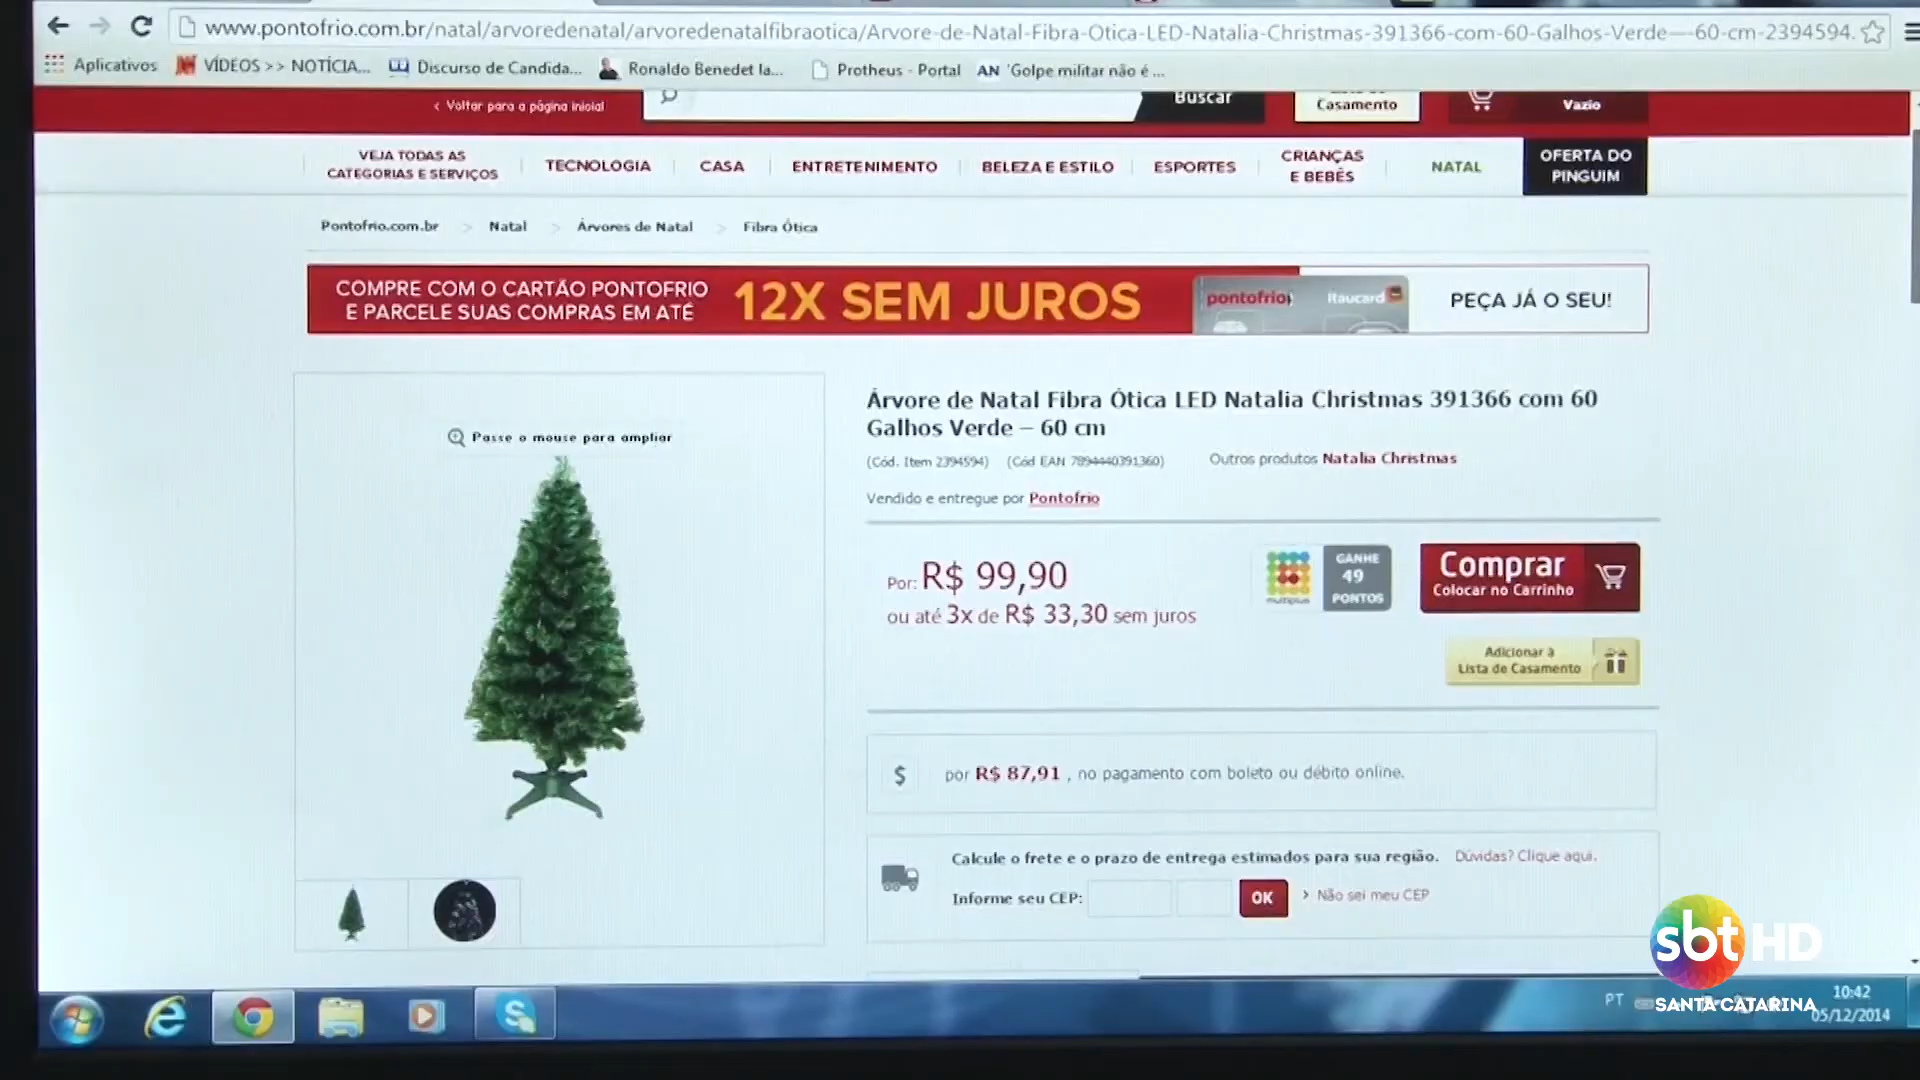 www.pontofrio.com.br/natal/arvoredenatal/arvoredenatalfibraotica/Arvore-de-Natal-Fibra-Otica-LED-Natalia-Christmas-391366-com-60-Galhos-Verde-–-60-cm-2394594.
Aplicativos VÍDEOS >> NOTÍCIA... Discurso de Candida... Ronaldo Benedet la... Protheus - Portal AN 'Golpe militar não é ...
‹ Voltar para a página inicial Buscar Casamento Vazio
VEJA TODAS AS
CATEGORIAS E SERVIÇOS
TECNOLOGIA CASA ENTRETENIMENTO BELEZA E ESTILO ESPORTES
CRIANÇAS
E BEBÊS
NATAL
OFERTA DO
PINGUIM
Pontofrio.com.br > Natal > Árvores de Natal > Fibra Ótica
COMPRE COM O CARTÃO PONTOFRIO
E PARCELE SUAS COMPRAS EM ATÉ
12X SEM JUROS
pontofrio itaucard
PEÇA JÁ O SEU!
Passe o mouse para ampliar
Árvore de Natal Fibra Ótica LED Natalia Christmas 391366 com 60
Galhos Verde – 60 cm
(Cód. Item 2394594) (Cód EAN 7894440391360) Outros produtos Natalia Christmas
Vendido e entregue por Pontofrio
Por: R$ 99,90
ou até 3x de R$ 33,30 sem juros
multiplus
GANHE
49
PONTOS
Comprar
Colocar no Carrinho
Adicionar à
Lista de Casamento
$ por R$ 87,91 , no pagamento com boleto ou débito online.
Calcule o frete e o prazo de entrega estimados para sua região. Dúvidas? Clique aqui.
Informe seu CEP: OK › Não sei meu CEP
sbt HD
SANTA CATARINA
PT
10:42
05/12/2014